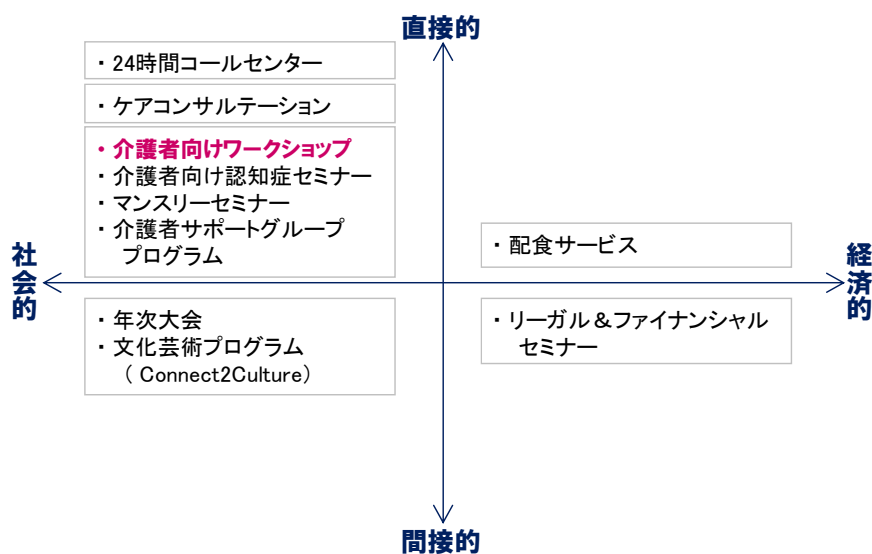 直接的
・24時間コールセンター
・ケアコンサルテーション
・介護者向けワークショップ
・介護者向け認知症セミナー
・マンスリーセミナー
・介護者サポートグループ
プログラム
・配食サービス
社会的
経済的
・年次大会
・文化芸術プログラム
（ Connect2Culture）
・リーガル＆ファイナンシャル
セミナー
間接的